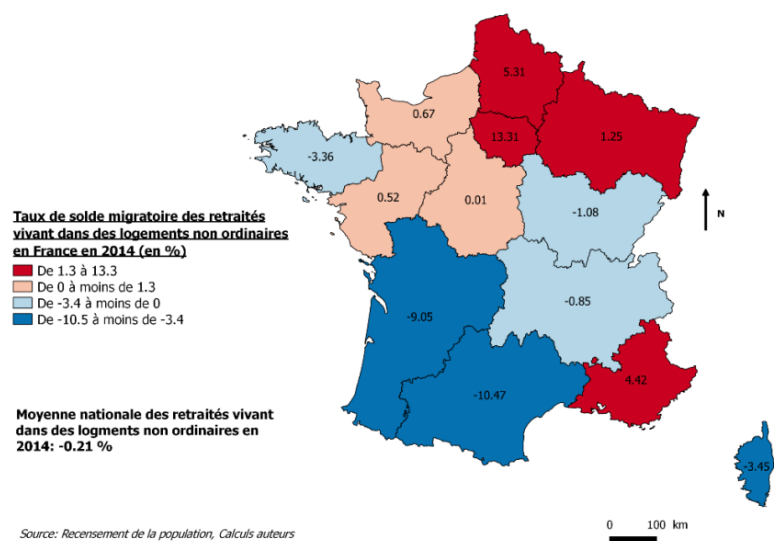 5.31
0.67
13.31
1.25
-3.36
0.52
0.01
-1.08
N
Taux de solde migratoire des retraités
vivant dans des logements non ordinaires
en France en 2014 (en %)
De 1.3 à 13.3
De 0 à moins de 1.3
De -3.4 à moins de 0
De -10.5 à moins de -3.4
-0.85
-9.05
4.42
-10.47
Moyenne nationale des retraités vivant
dans des logments non ordinaires en
2014: -0.21 %
-3.45
Source: Recensement de la population, Calculs auteurs
0 100 km